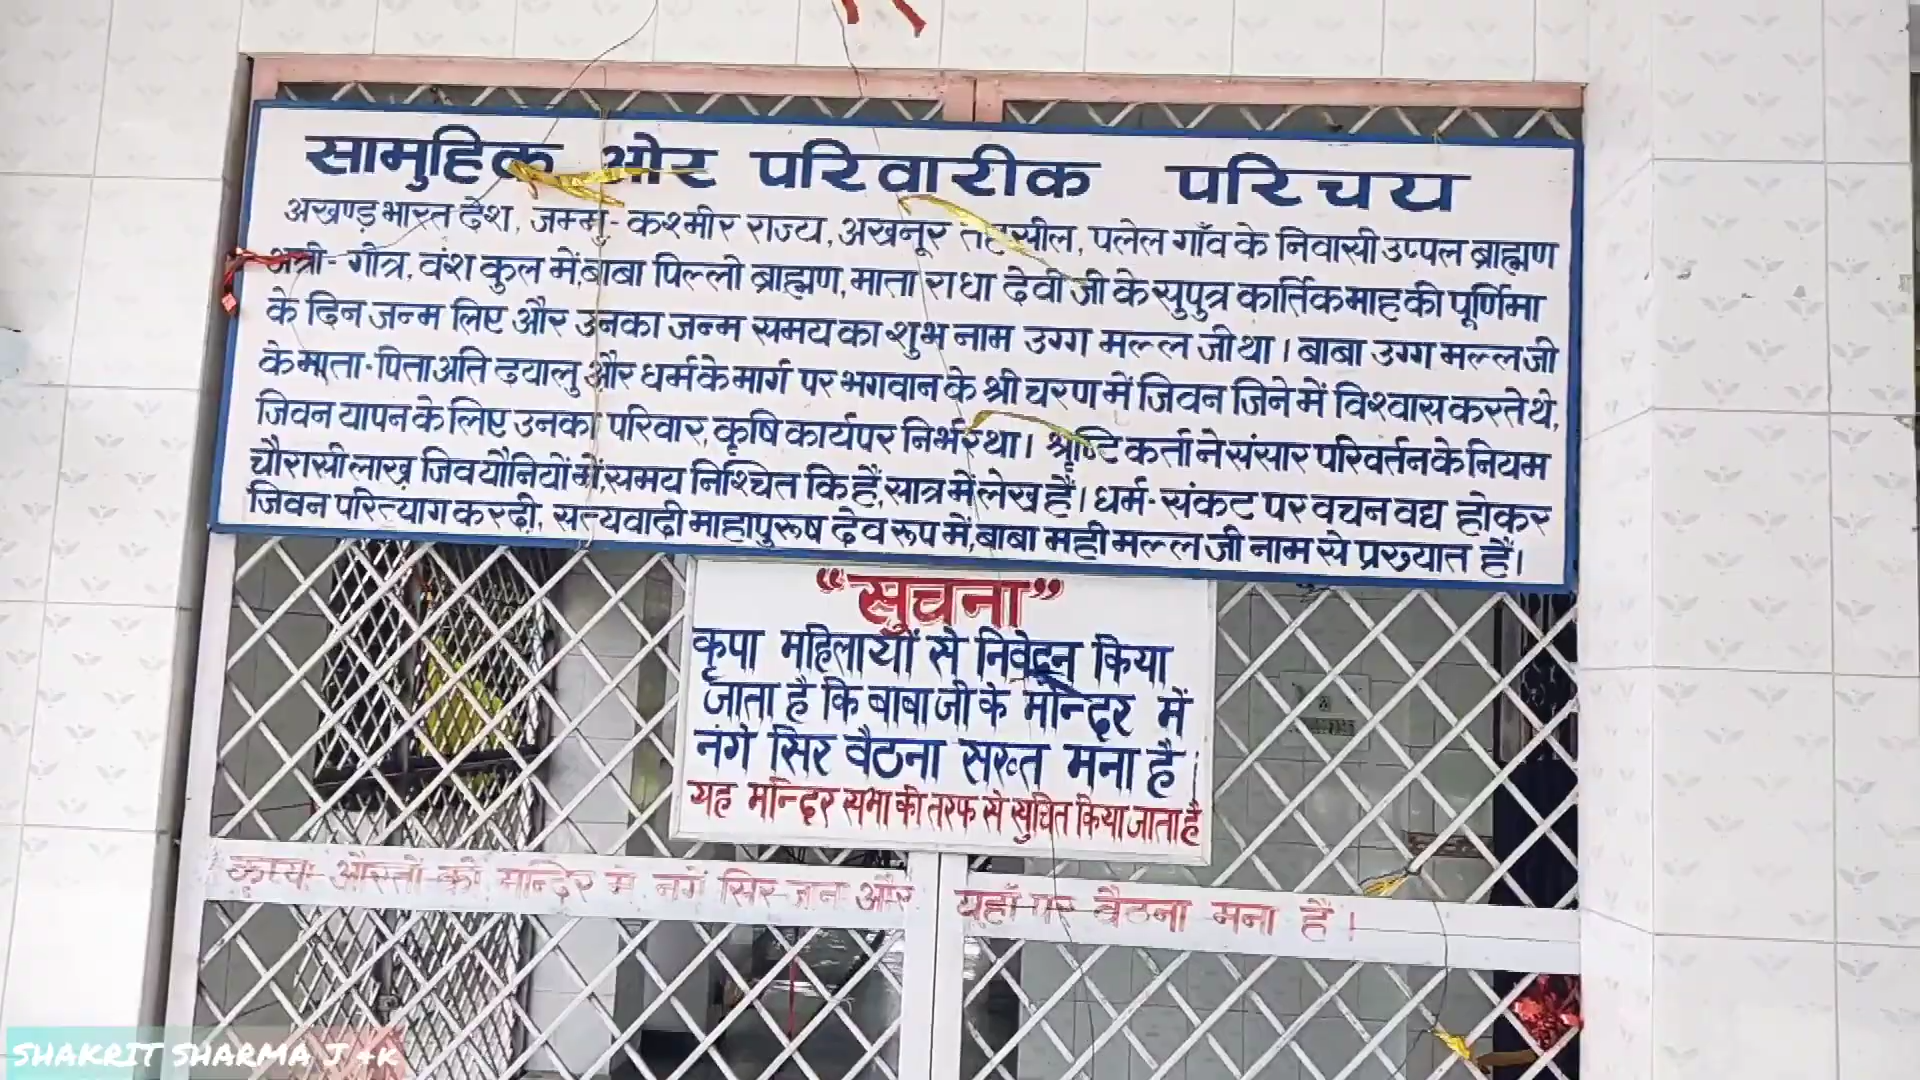 सामुहिक ओर परिवारीक परिचय
अखण्ड़ भारत देश, जम्मु - कश्मीर राज्य, अखनूर तहसील, पलेल गाँव के निवासी उप्पल ब्राह्मण
अत्री - गौत्र, वंश कुल में, बाबा पिल्लो ब्राह्मण, माता राधा देवी जी के सुपुत्र कार्तिक माह की पूर्णिमा
के दिन जन्म लिए और उनका जन्म समय का शुभ नाम उग्ग मल्ल जी था । बाबा उग्ग मल्ल जी
के माता - पिता अति दयालु और धर्म के मार्ग पर भगवान के श्री चरण में जिवन जिने में विश्वास करते थे,
जिवन यापन के लिए उनका परिवार, कृषि कार्य पर निर्भर था। श्रृष्टि कर्ता ने संसार परिवर्तन के नियम
चौरासी लाख जिव यौनियों में, समय निश्चित कि हैं, सात्र में लेख हैं। धर्म - संकट पर वचन वद्य होकर
जिवन परित्याग कर दी, सत्यवादी माहापुरूष देव रूप में, बाबा मही मल्ल जी नाम से प्रख्यात हैं।
“सुचना”
कृपा महिलायों से निवेदन किया
जाता है कि बाबा जी के मन्दिर में
नंगे सिर वैठना सख्त मना है।
यह मन्दिर सभा की तरफ से सुचित किया जाता है
औरतों को मन्दिर में नगें सिर जाना और यहाँ पर वैठना मना हैं ।
SHAKRIT SHARMA J +K